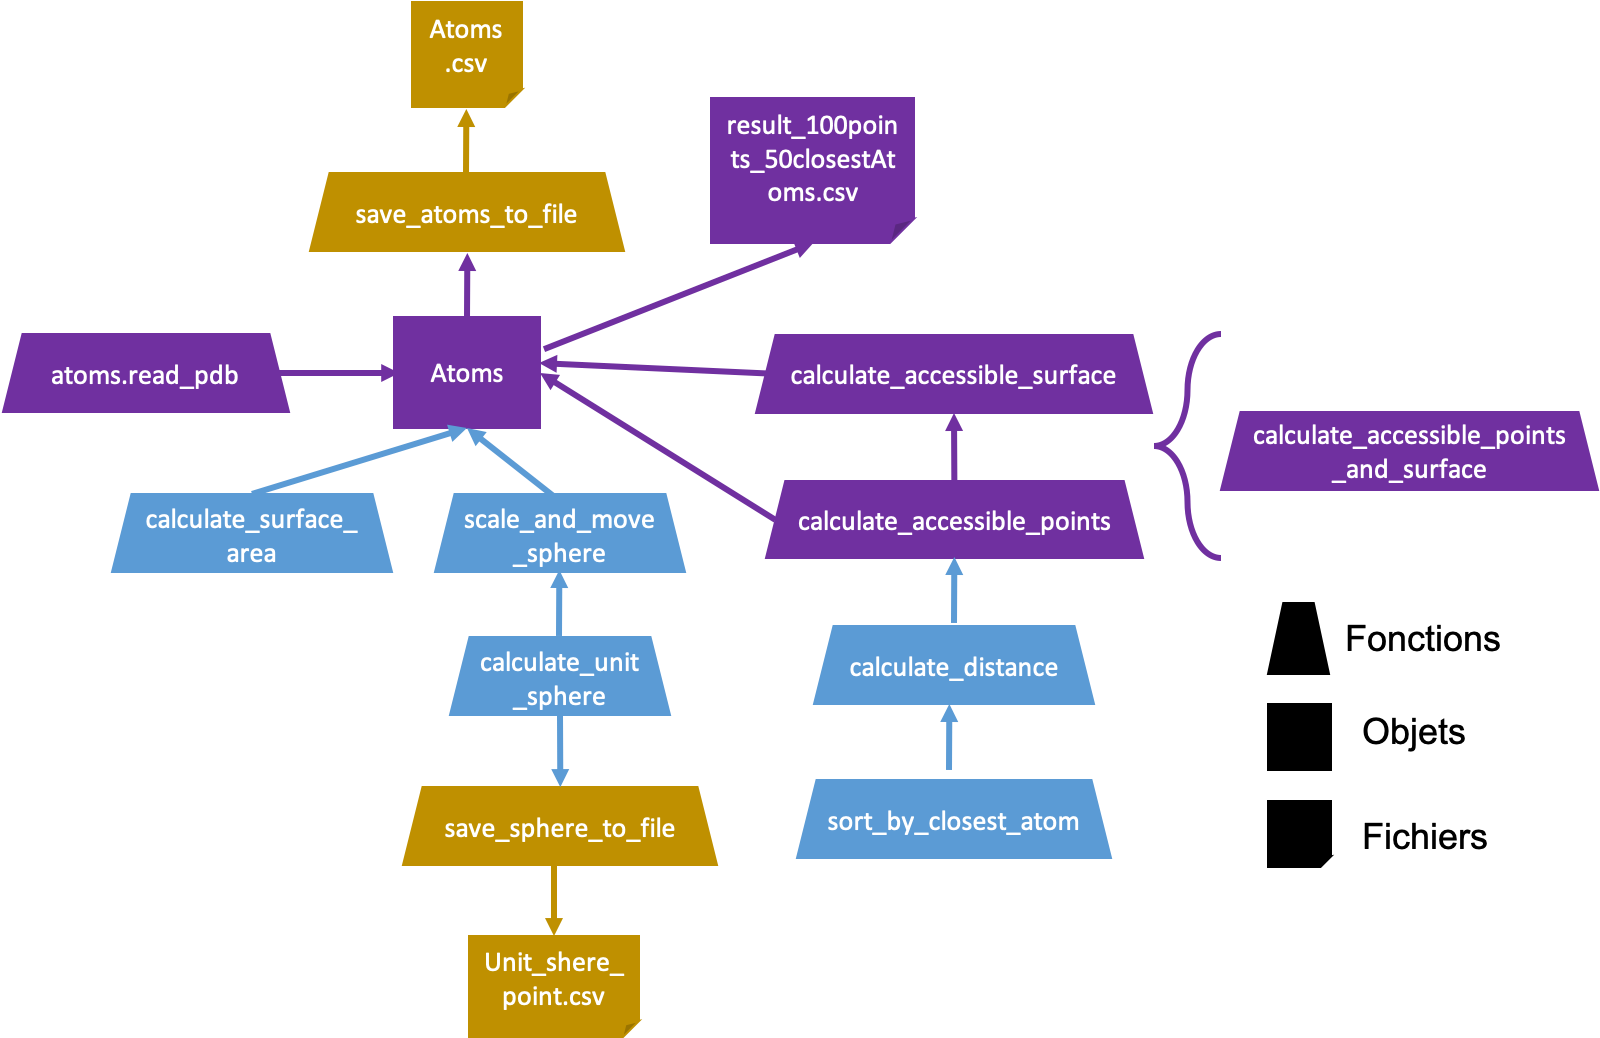 Atoms
.csv
result_100poin
ts_50closestAt
oms.csv
save_atoms_to_file
atoms.read_pdb
Atoms
calculate_accessible_surface
calculate_accessible_points
_and_surface
calculate_surface_
area
scale_and_move
_sphere
calculate_accessible_points
calculate_unit
_sphere
calculate_distance
save_sphere_to_file
sort_by_closest_atom
Unit_shere_
point.csv
Fonctions
Objets
Fichiers